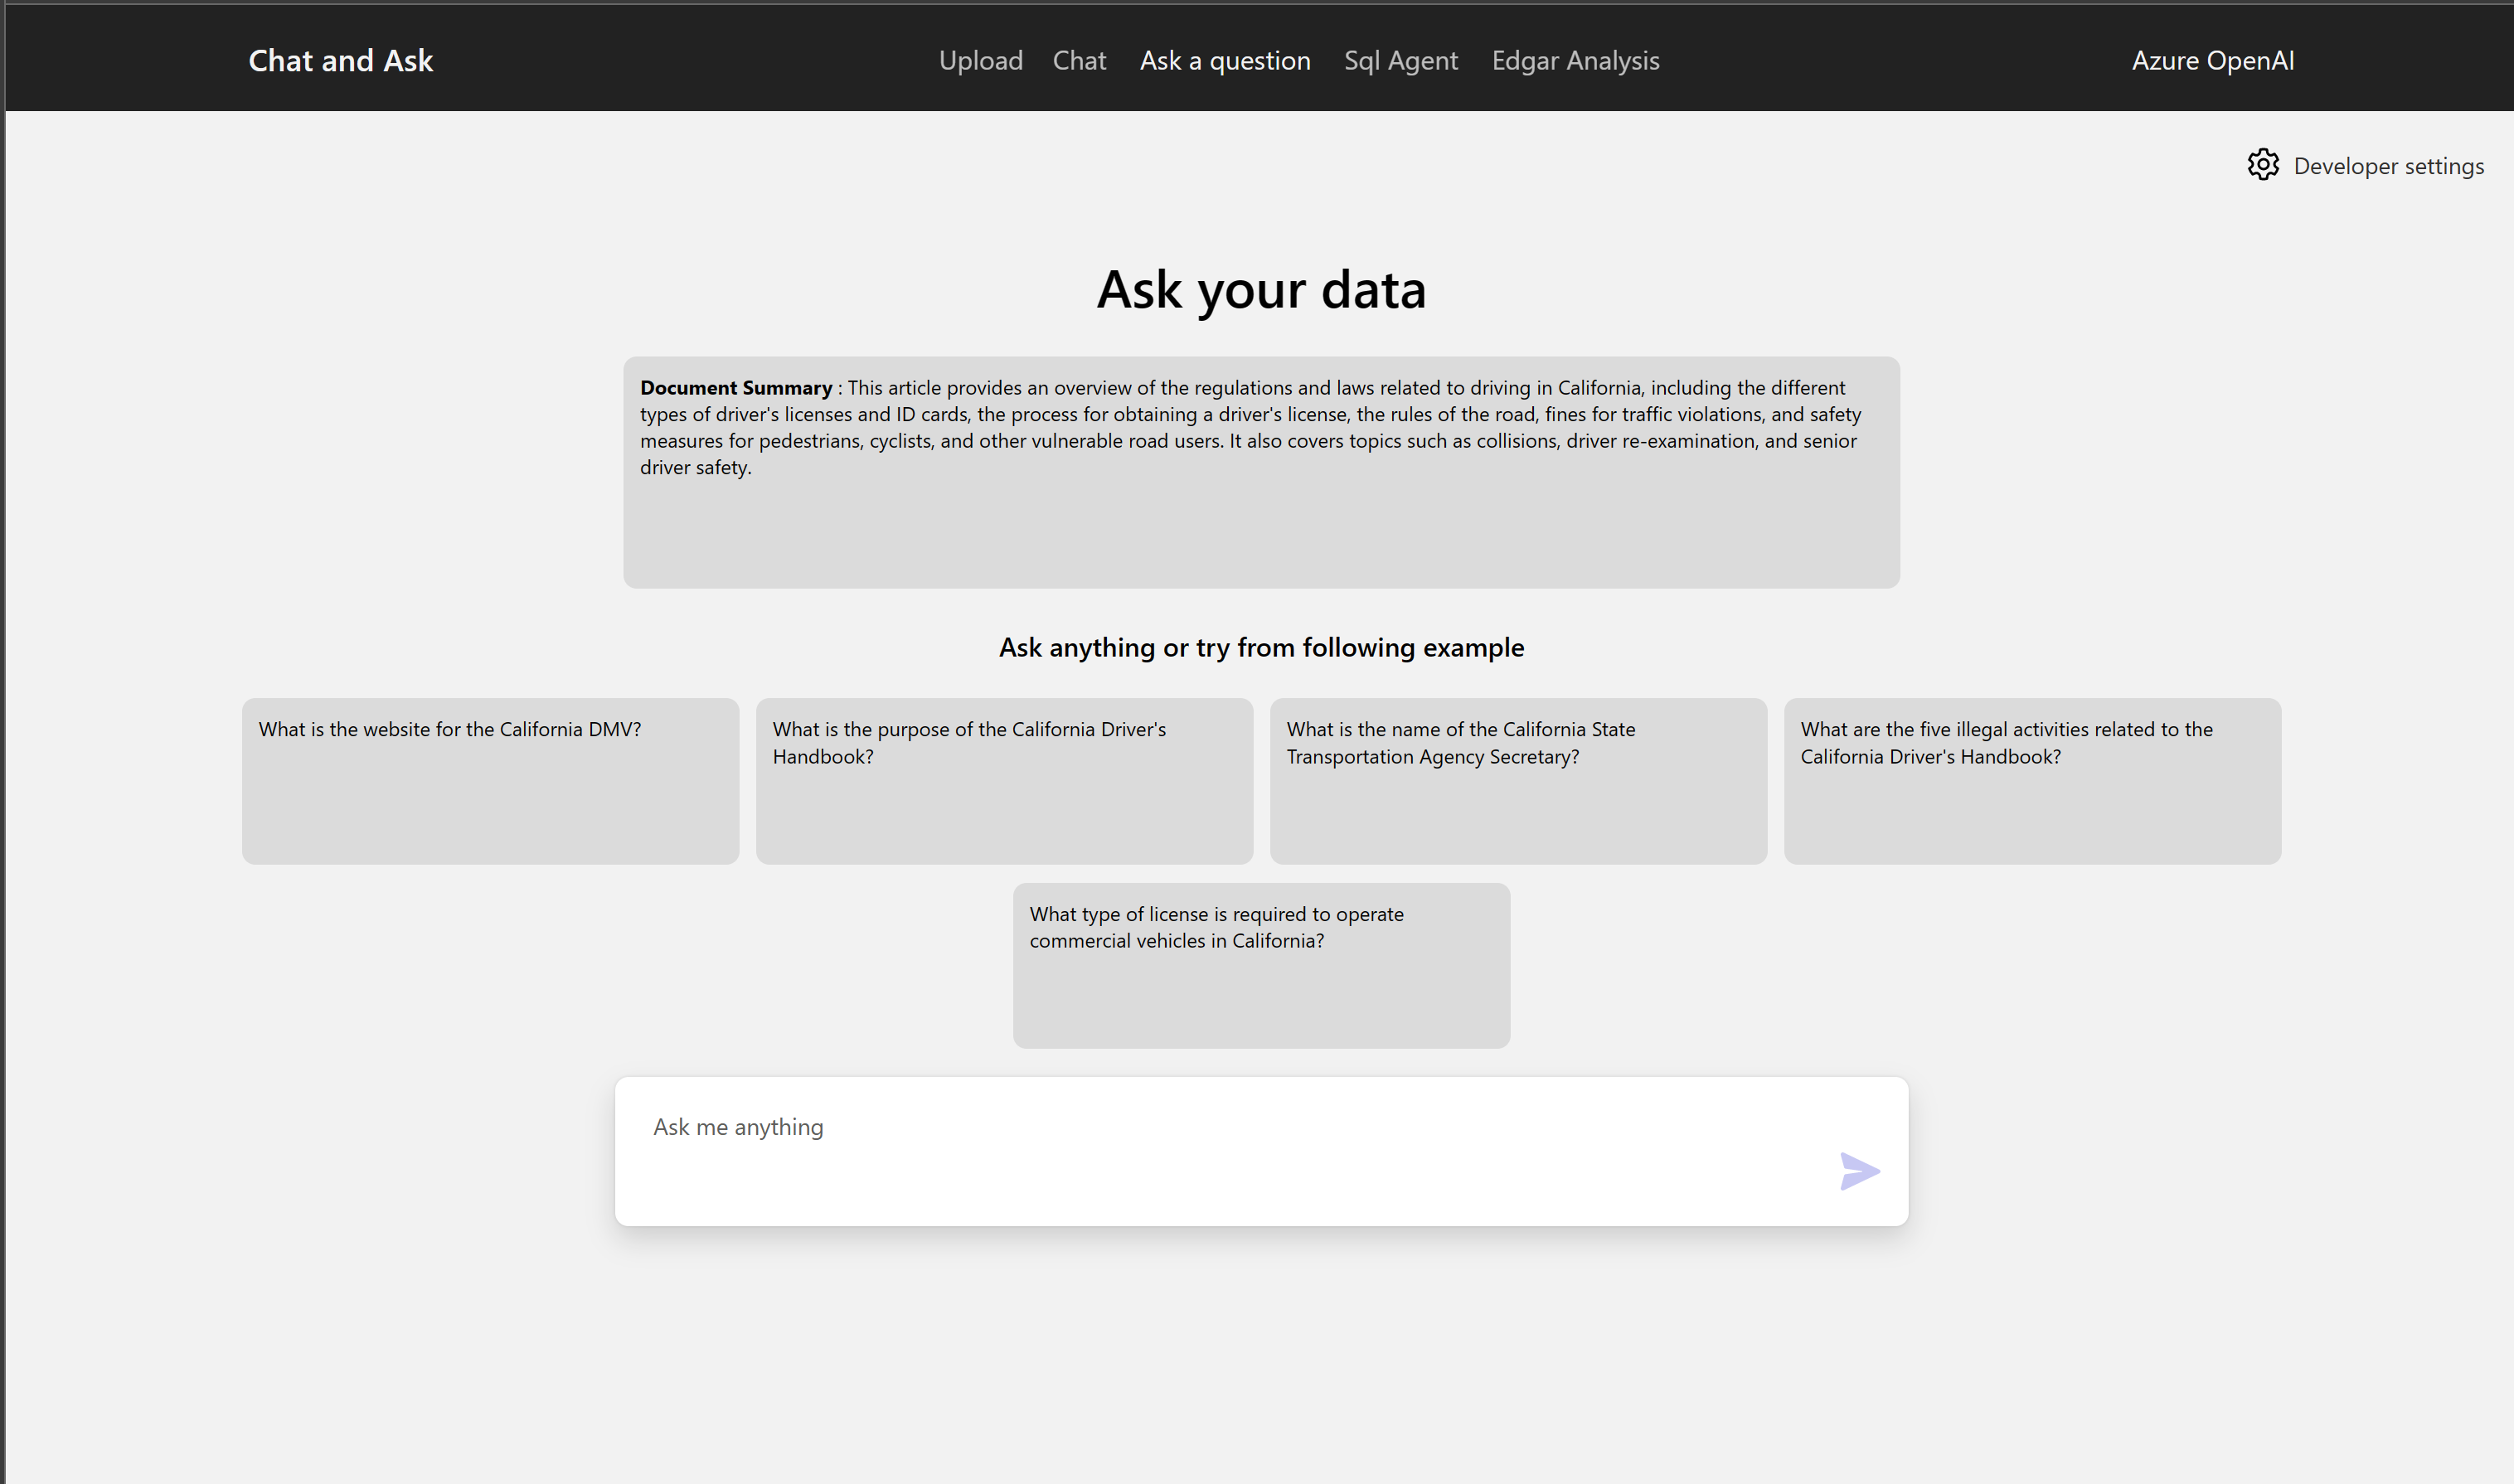 Chat and Ask
Upload
Chat
Ask a question
Sql Agent
Edgar Analysis
Azure OpenAI
Developer settings
Ask your data
Document Summary : This article provides an overview of the regulations and laws related to driving in California, including the different
types of driver's licenses and ID cards, the process for obtaining a driver's license, the rules of the road, fines for traffic violations, and safety
measures for pedestrians, cyclists, and other vulnerable road users. It also covers topics such as collisions, driver re-examination, and senior
driver safety.
Ask anything or try from following example
What is the website for the California DMV?
What is the purpose of the California Driver's
Handbook?
What is the name of the California State
Transportation Agency Secretary?
What are the five illegal activities related to the
California Driver's Handbook?
What type of license is required to operate
commercial vehicles in California?
Ask me anything